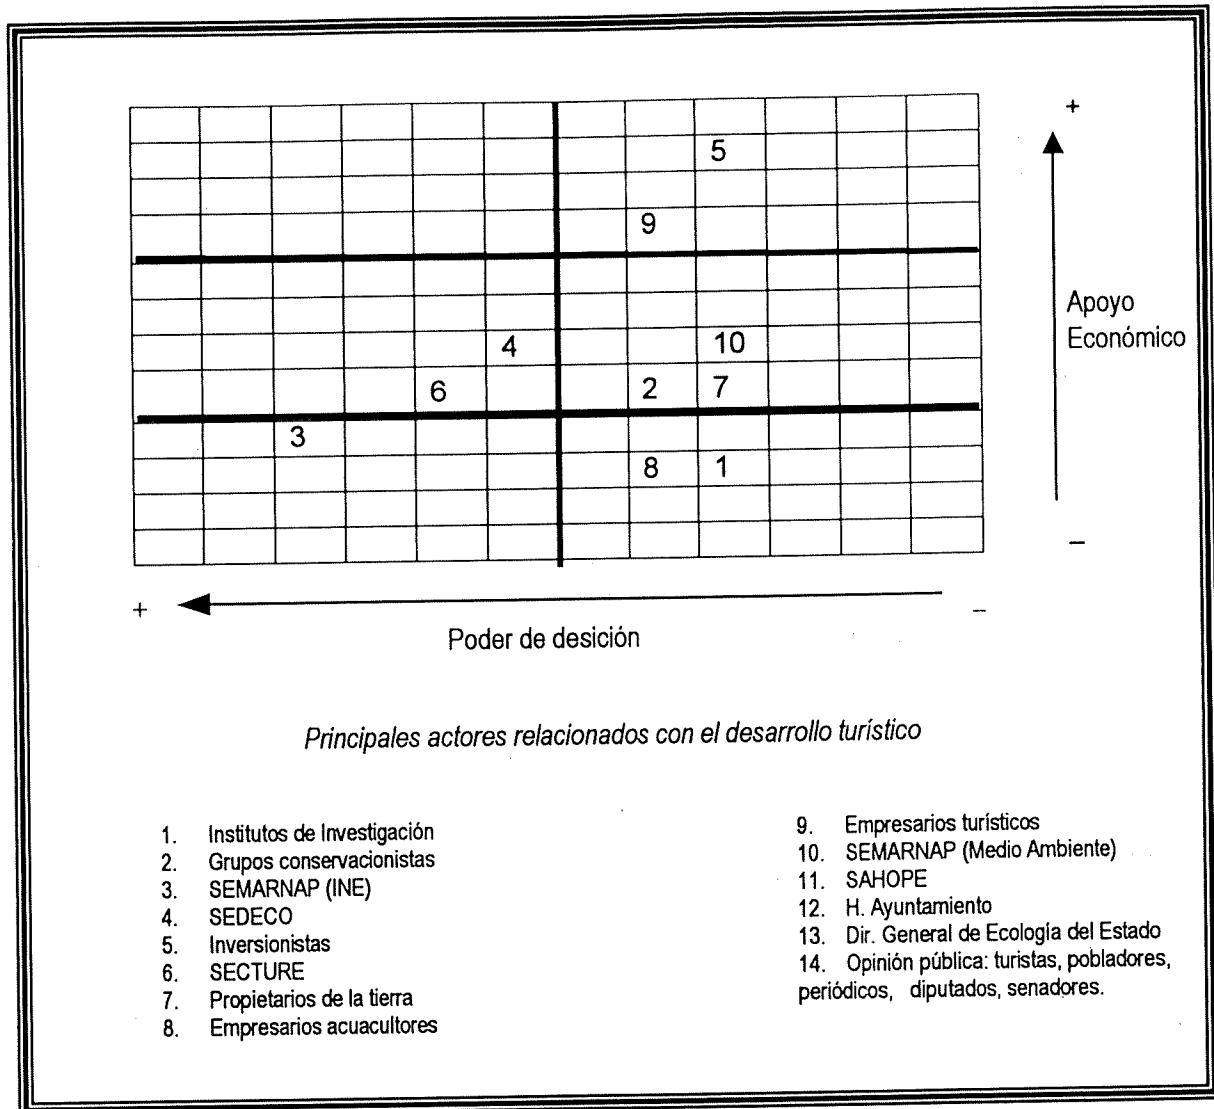 +
5
9
Apoyo
Económico
4 10
6 2 7
3
8 1
–
+ –
Poder de desición
Principales actores relacionados con el desarrollo turístico
1. Institutos de Investigación
2. Grupos conservacionistas
3. SEMARNAP (INE)
4. SEDECO
5. Inversionistas
6. SECTURE
7. Propietarios de la tierra
8. Empresarios acuacultores
9. Empresarios turísticos
10. SEMARNAP (Medio Ambiente)
11. SAHOPE
12. H. Ayuntamiento
13. Dir. General de Ecología del Estado
14. Opinión pública: turistas, pobladores,
periódicos, diputados, senadores.